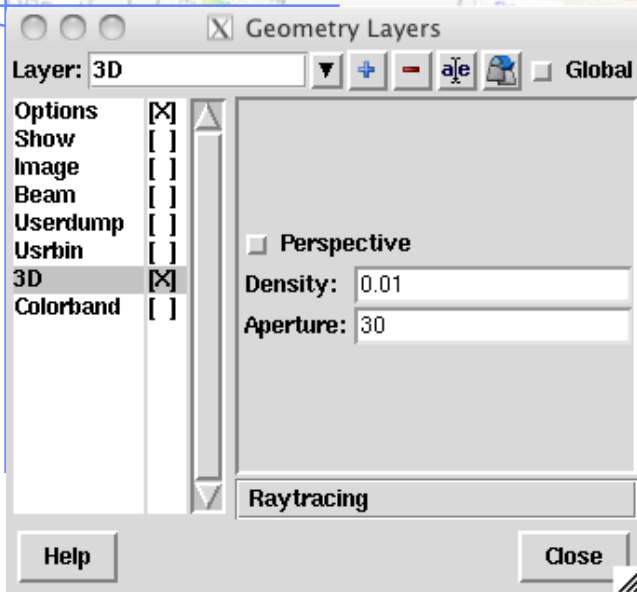 Geometry Layers
Layer: 3D
Global
Options [X]
Show [ ]
Image [ ]
Beam [ ]
Userdump [ ]
Usrbin [ ]
3D [X]
Colorband [ ]
Perspective
Density: 0.01
Aperture: 30
Raytracing
Help
Close